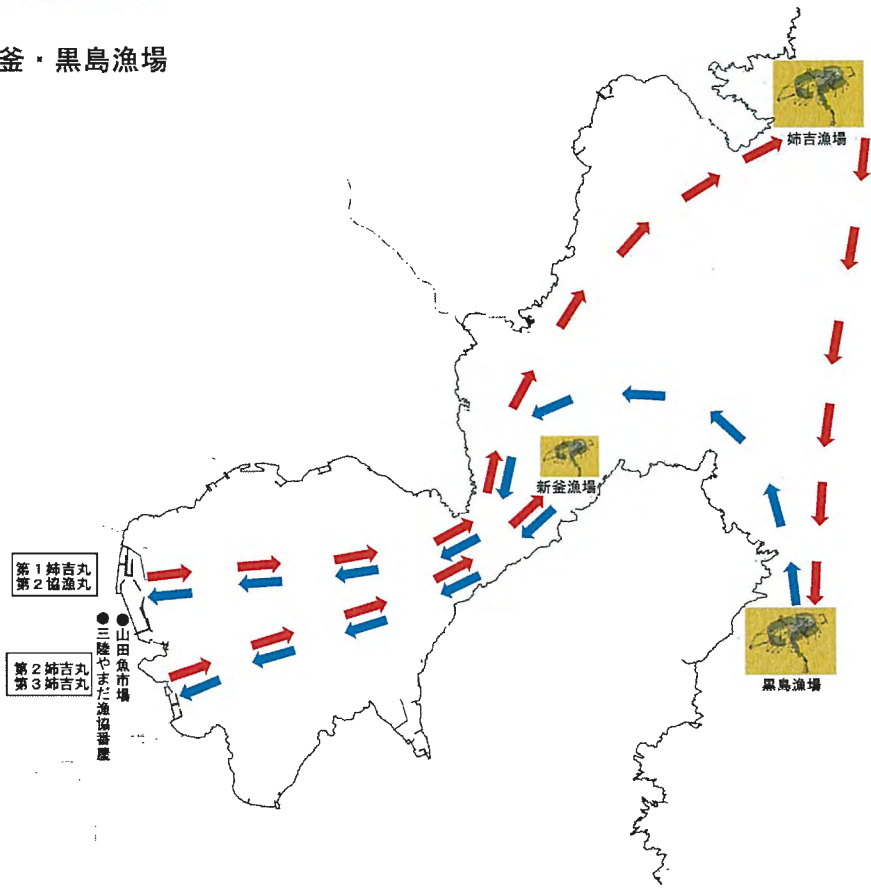 釜・黒島漁場
姉吉漁場
新釜漁場
第1姉吉丸
第2協漁丸
●山田魚市場
●三陸やまだ漁協番屋
第2姉吉丸
第3姉吉丸
黒島漁場